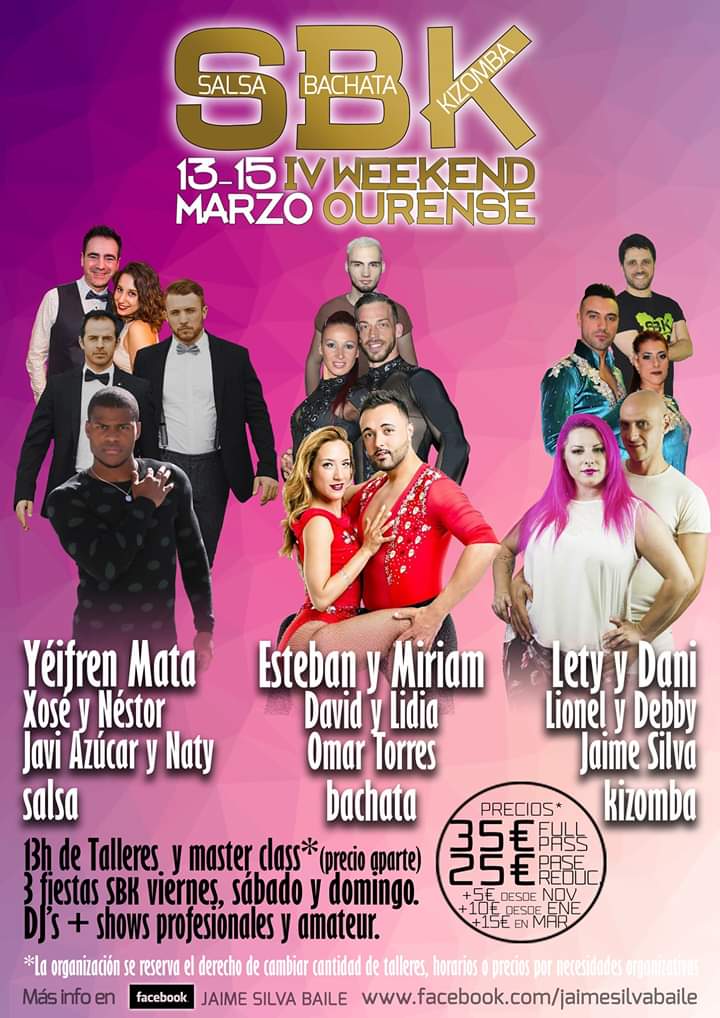 SBK
SALSA BACHATA KIZOMBA
13-15 IV WEEKEND
MARZO OURENSE
SBK
Yéifren Mata
Xosé y Néstor
Javi Azúcar y Naty
salsa
Esteban y Miriam
David y Lidia
Omar Torres
bachata
Lety y Dani
Lionel y Debby
Jaime Silva
kizomba
13h de Talleres y master class*(precio aparte)
3 fiestas SBK viernes, sábado y domingo.
DJ's + shows profesionales y amateur.
PRECIOS*
35€ FULL PASS
25€ PASE REDUC.
+5€ DESDE NOV
+10€ DESDE ENE
+15€ EN MAR
*La organización se reserva el derecho de cambiar cantidad de talleres, horarios o precios por necesidades organizativas
Más info en facebook JAIME SILVA BAILE www.facebook.com/jaimesilvabaile